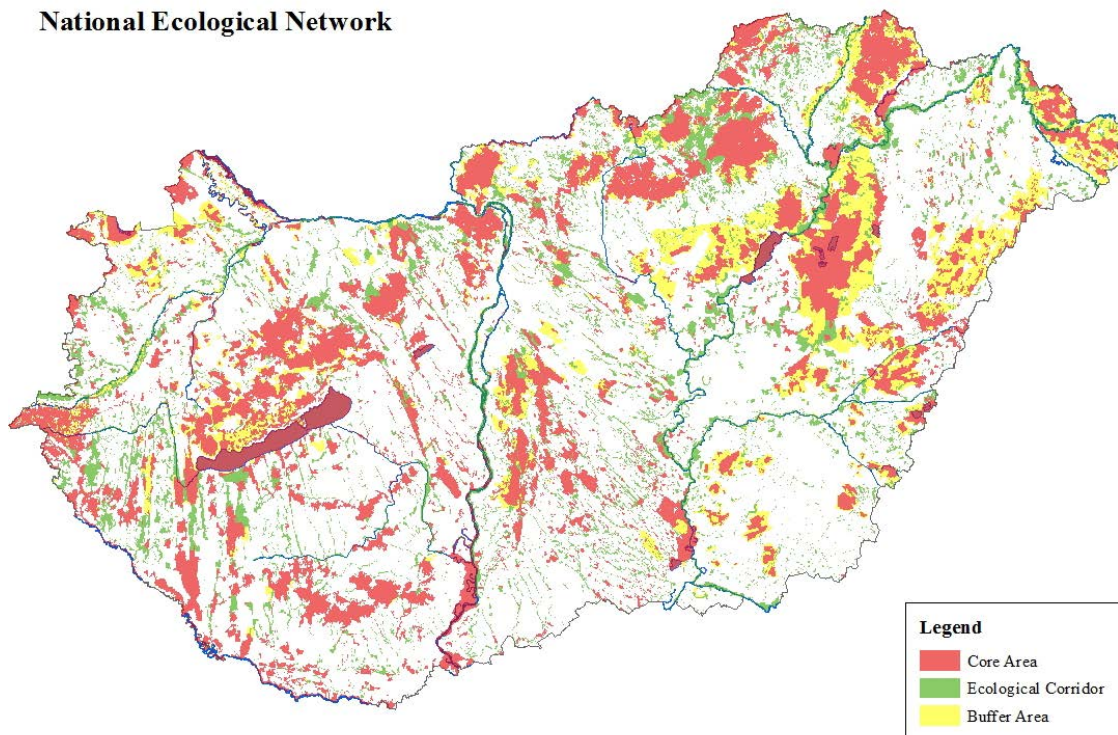 National Ecological Network
Legend
Core Area
Ecological Corridor
Buffer Area